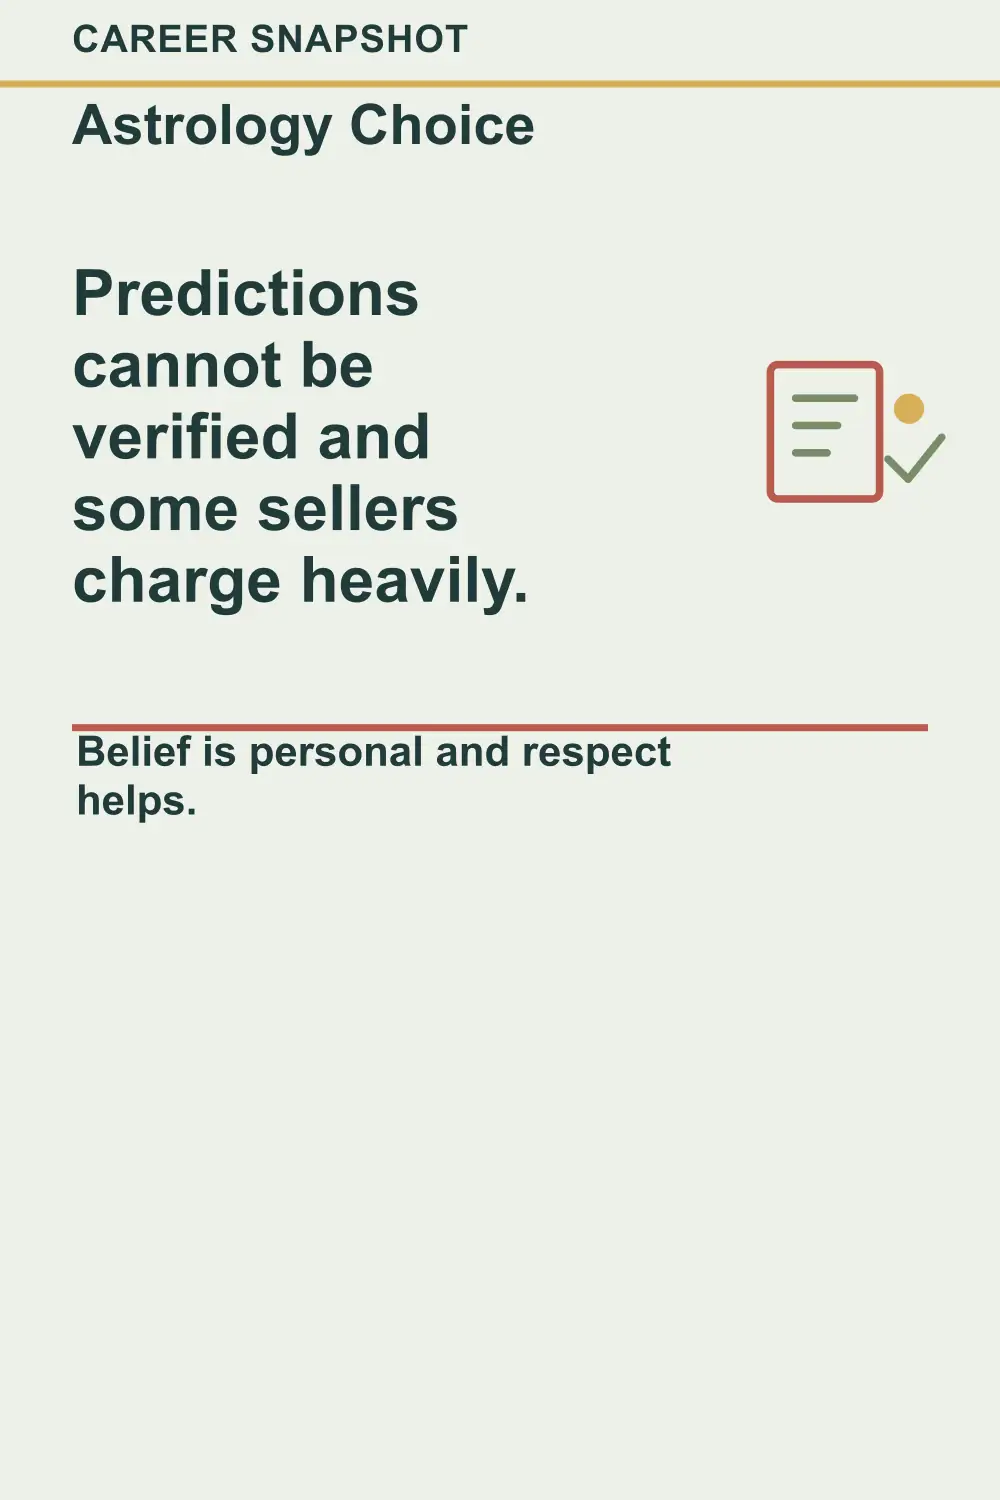 CAREER SNAPSHOT
Astrology Choice
Predictions
cannot be
verified and
some sellers
charge heavily.
Belief is personal and respect
helps.